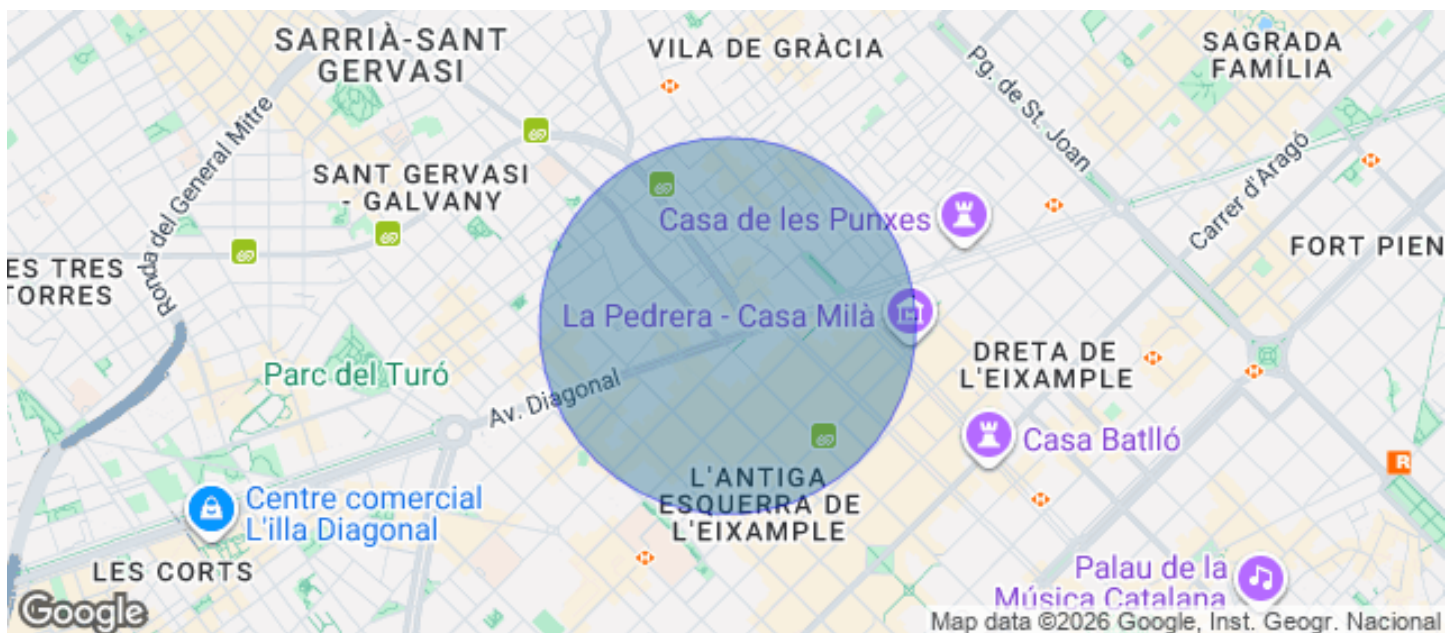 SARRIÀ-SANT
GERVASI
VILA DE GRÀCIA
SAGRADA
FAMÍLIA
Pg. de St. Joan
Ronda del General Mitre
SANT GERVASI
- GALVANY
Casa de les Punxes
Carrer d'Aragó
FORT PIEN
ES TRES
TORRES
La Pedrera - Casa Milà
DRETA DE
L'EIXAMPLE
Parc del Turó
Av. Diagonal
Casa Batlló
L'ANTIGA
ESQUERRA DE
L'EIXAMPLE
R
Centre comercial
L'illa Diagonal
LES CORTS
Palau de la
Música Catalana
Google
Map data ©2026 Google, Inst. Geogr. Nacional